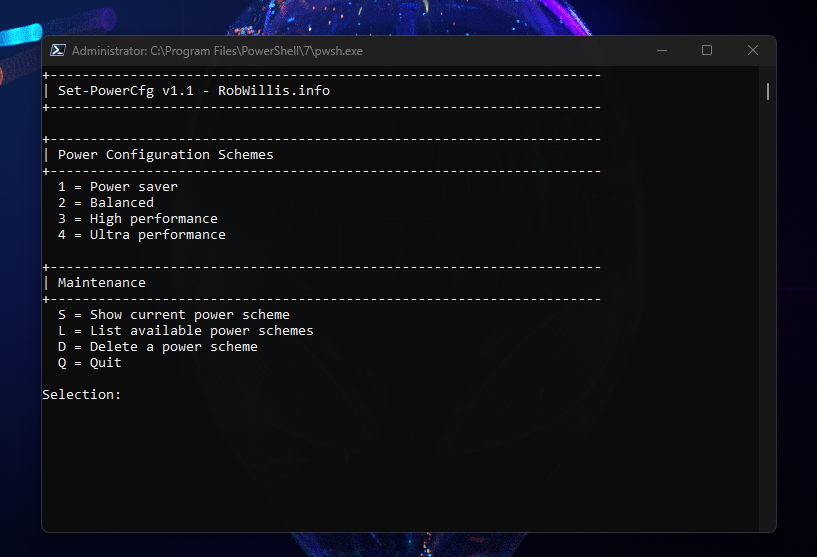 Administrator: C:\Program Files\PowerShell\7\pwsh.exe
+---------------------------------------------------------------------
| Set-PowerCfg v1.1 - RobWillis.info
+---------------------------------------------------------------------
+---------------------------------------------------------------------
| Power Configuration Schemes
+---------------------------------------------------------------------
1 = Power saver
2 = Balanced
3 = High performance
4 = Ultra performance
+---------------------------------------------------------------------
| Maintenance
+---------------------------------------------------------------------
S = Show current power scheme
L = List available power schemes
D = Delete a power scheme
Q = Quit
Selection: